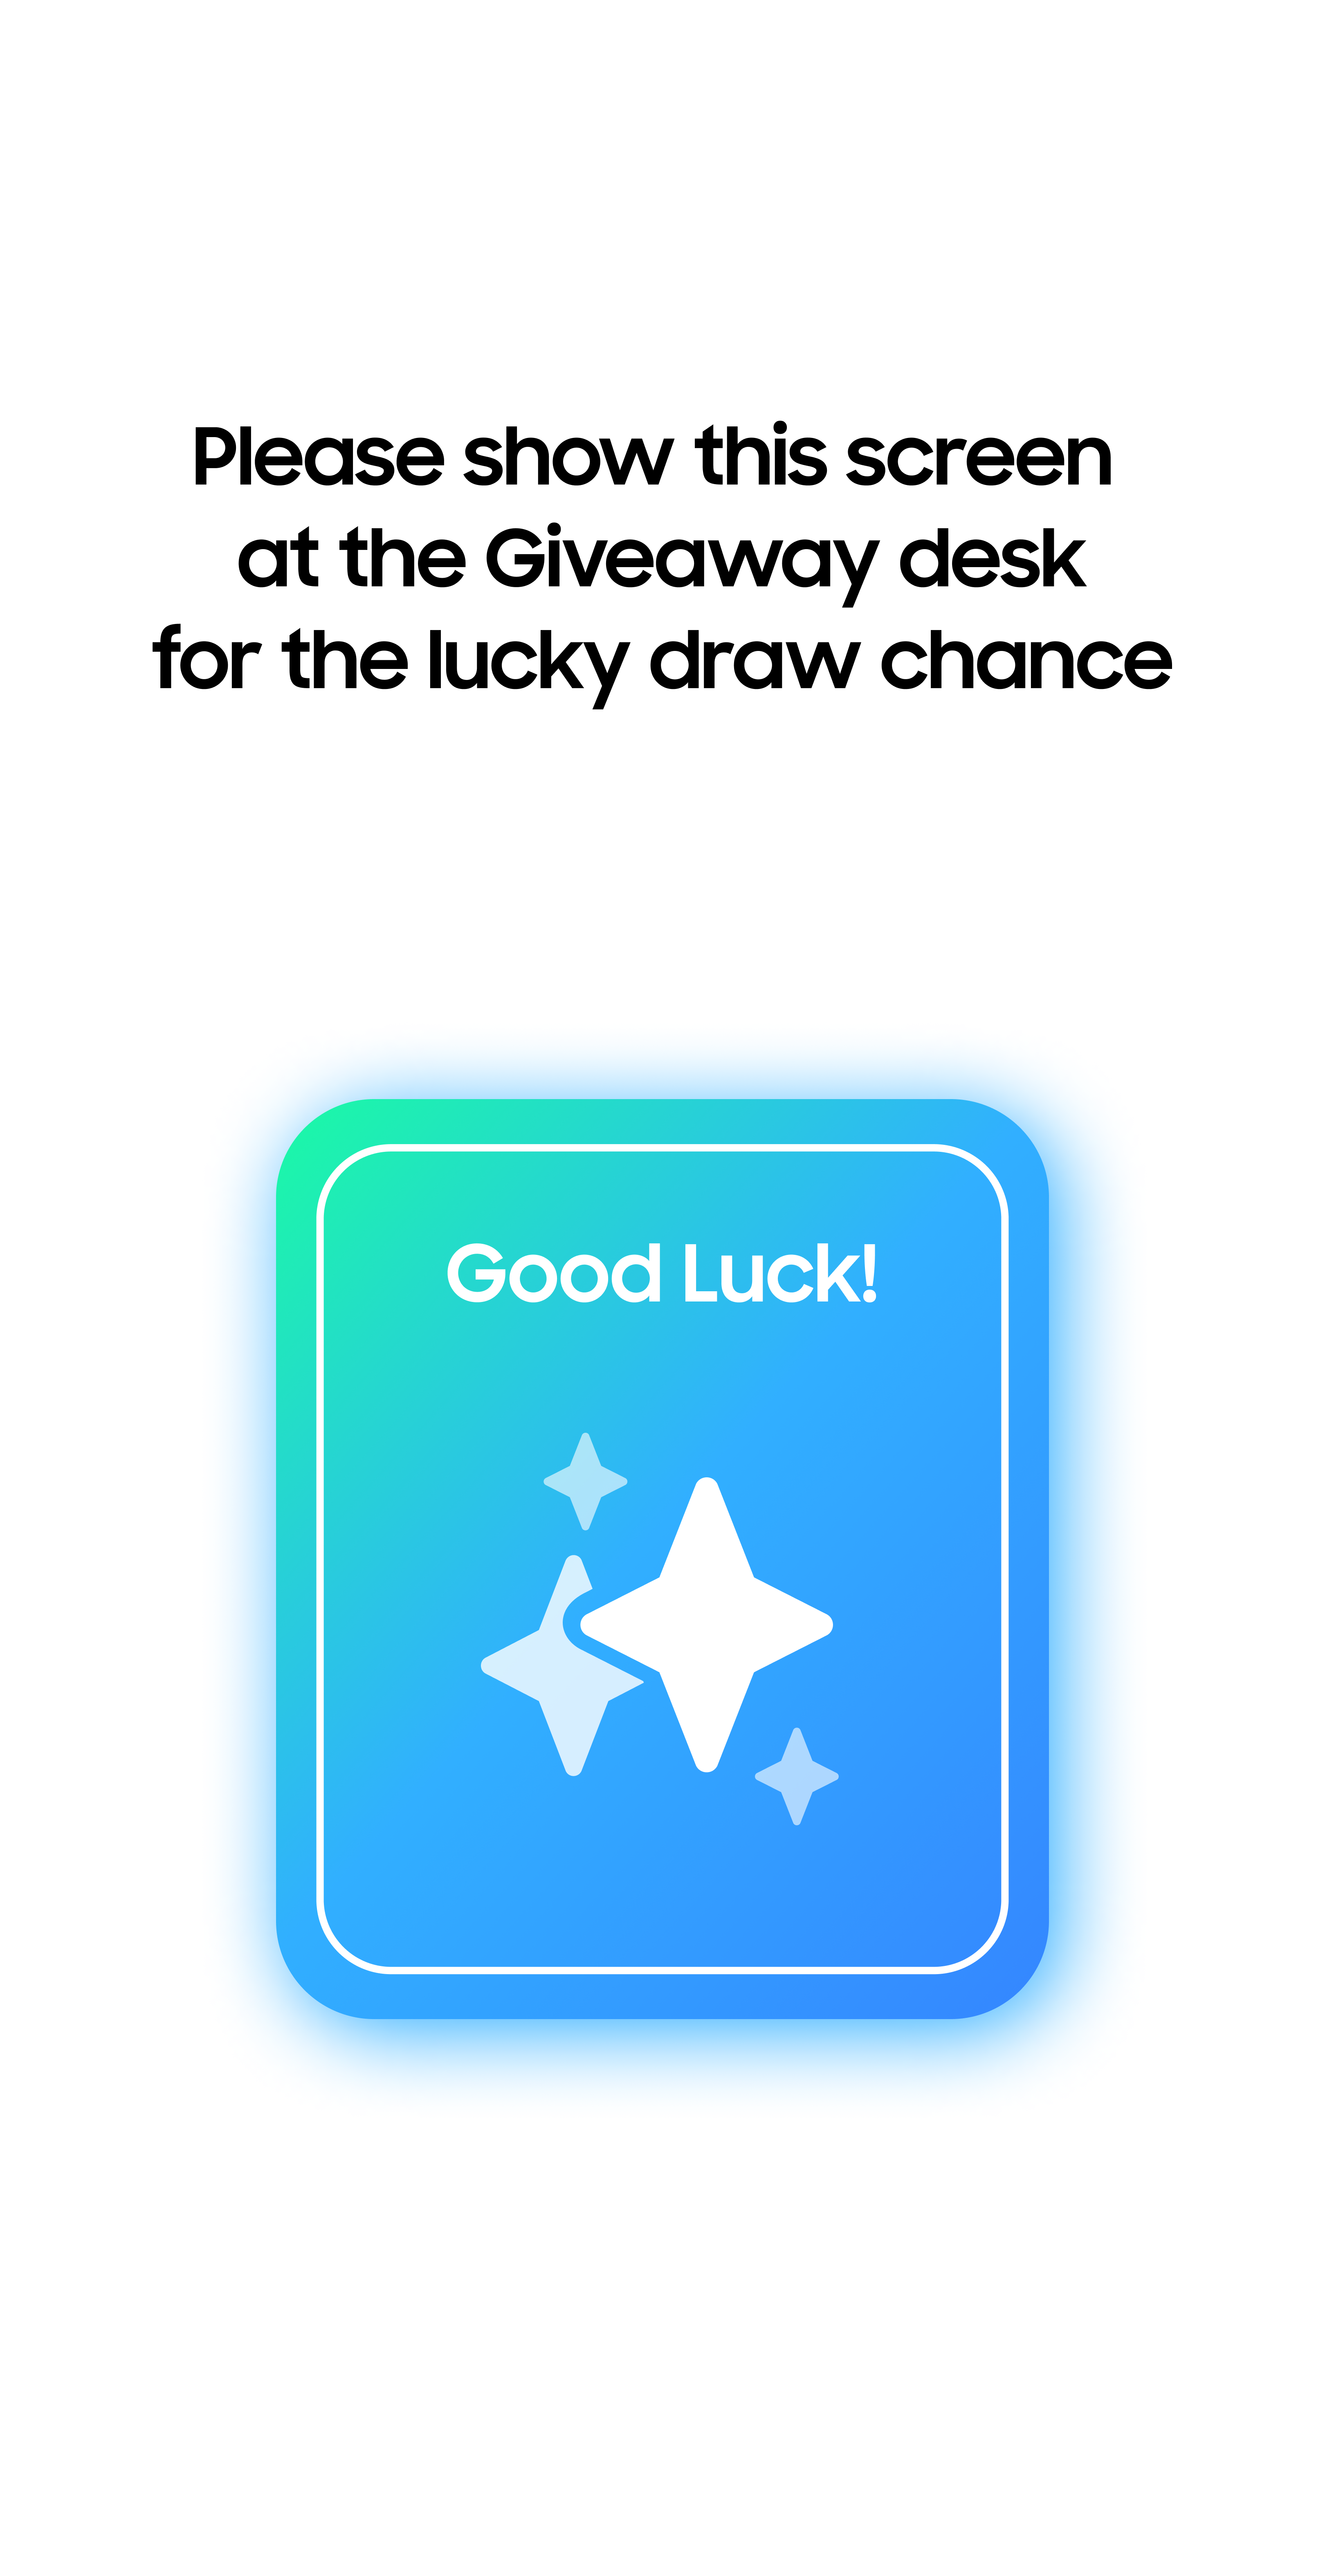 Please show this screen
at the Giveaway desk
for the lucky draw chance
Good Luck!